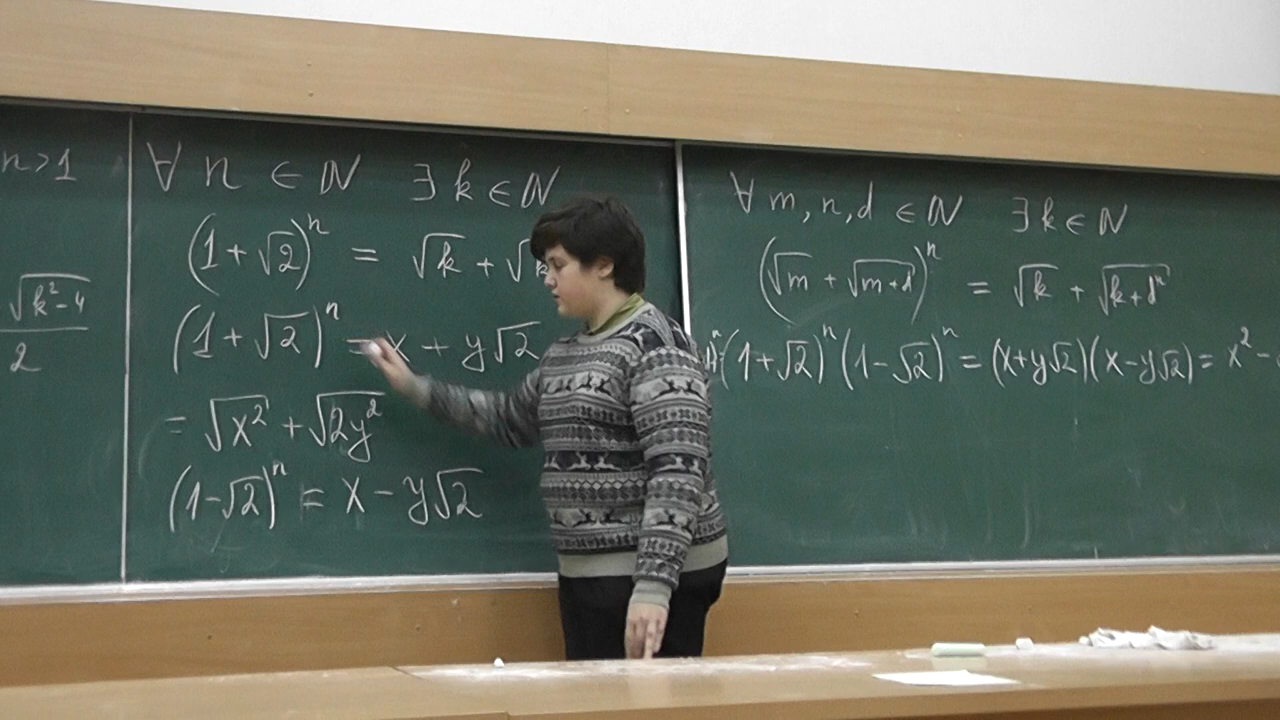 n>1
√(k²-4)
2
∀ n ∈ ℕ ∃ k ∈ ℕ
(1+√2)ⁿ = √k + √k
(1+√2)ⁿ = x + y√2
= √x² + √2y²
(1-√2)ⁿ = x - y√2
∀ m, n, d ∈ ℕ ∃ k ∈ ℕ
(√m + √(m+d))ⁿ = √k + √(k+dⁿ)
(1+√2)ⁿ(1-√2)ⁿ = (x+y√2)(x-y√2) = x² -